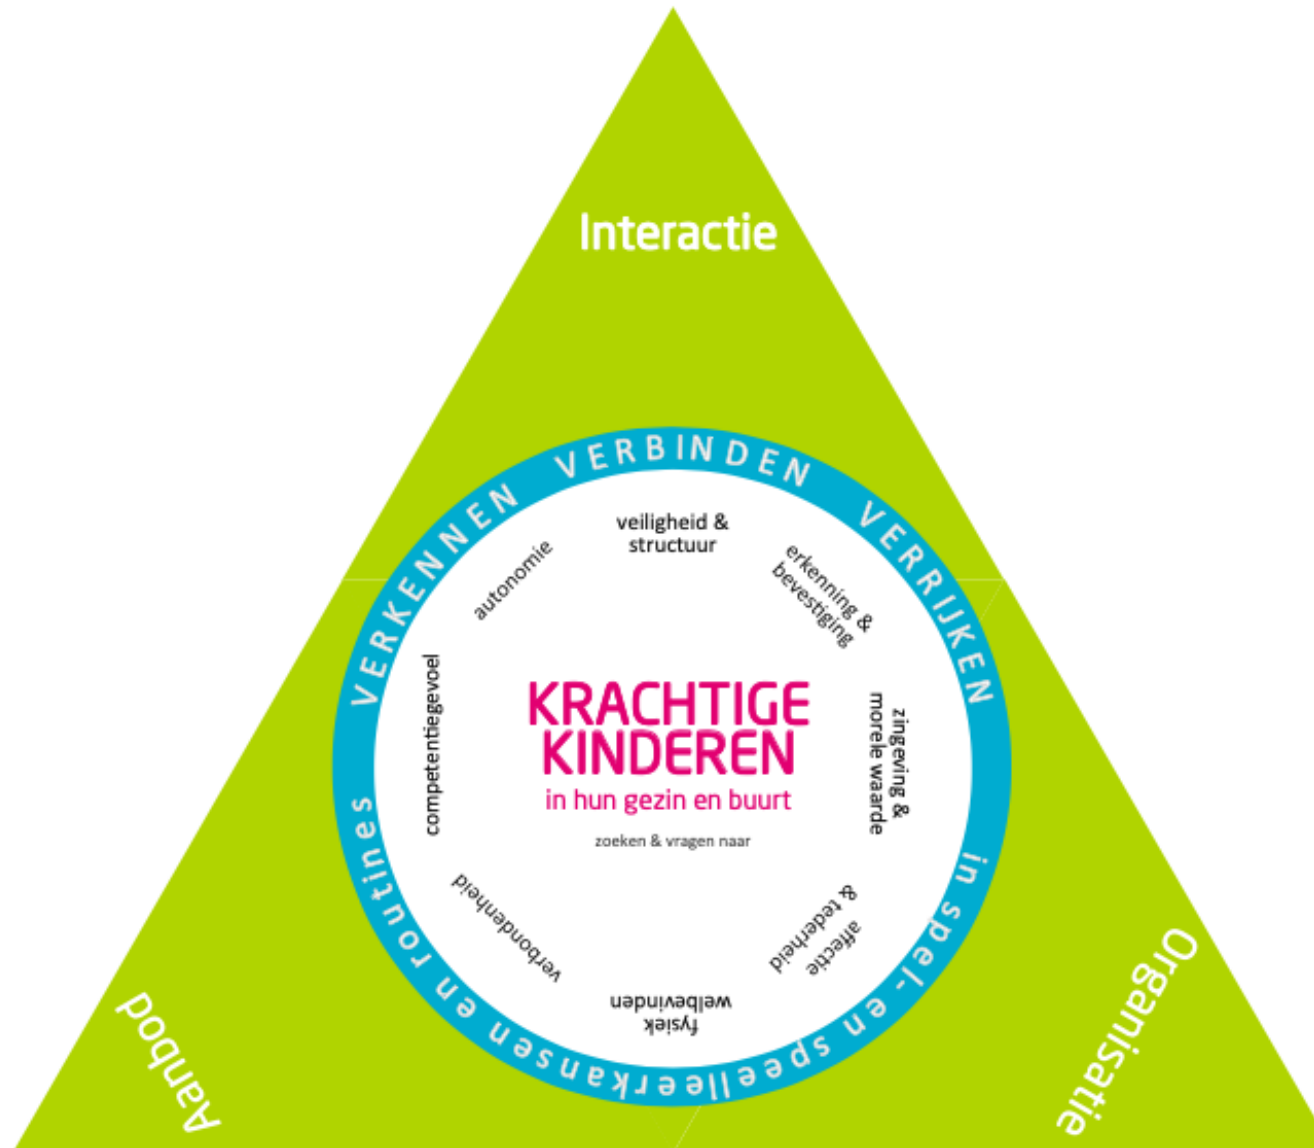 Interactie
VERKENNEN VERBINDEN VERRIJKEN
in spel- en speelleerkansen en routines
veiligheid &
structuur
erkenning &
bevestiging
zingeving &
morele waarde
affectie
& tederheid
fysiek
welbevinden
verbondenheid
competentiegevoel
autonomie
KRACHTIGE
KINDEREN
in hun gezin en buurt
zoeken & vragen naar
Aanbod
Organisatie